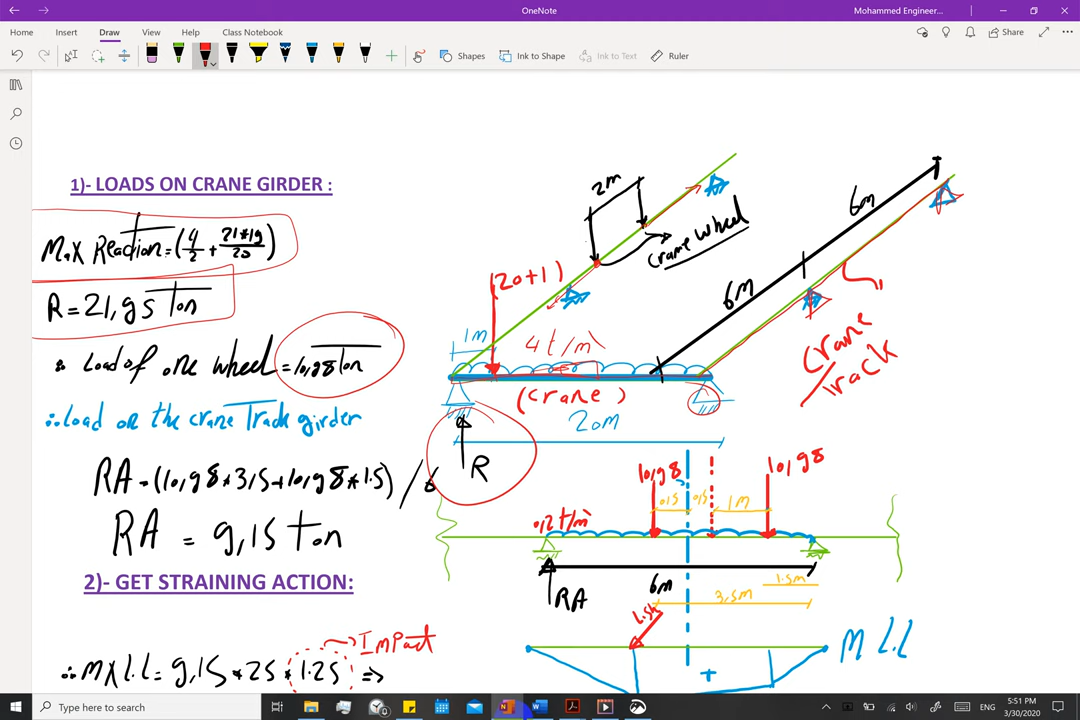 OneNote
Mohammed Engineer...
Home Insert Draw View Help Class Notebook
Share
Shapes Ink to Shape Ink to Text Ruler
1)- LOADS ON CRANE GIRDER :
Max Reaction = (4/2 + 21*19/20)
R = 21,95 Ton
Load of one wheel = 10,98 Ton
∴ Load on the crane Track girder
RA = (10,98*3,5+10,98*1.5)/6
RA = 9,15 Ton
2)- GET STRAINING ACTION:
Impact
∴ MX L.L = 9,15 * 25 * 1.25 ⇒
2m
crane wheel
(20+1)
1m
4 t/m
(crane)
20m
R
6m
6m
Crane Track
10,98
10,98
0,5 0,5 1m
0,2 t/m
6m
1.5m
3,5m
RA
M L.L
+
Type here to search
ENG
5:51 PM
3/30/2020